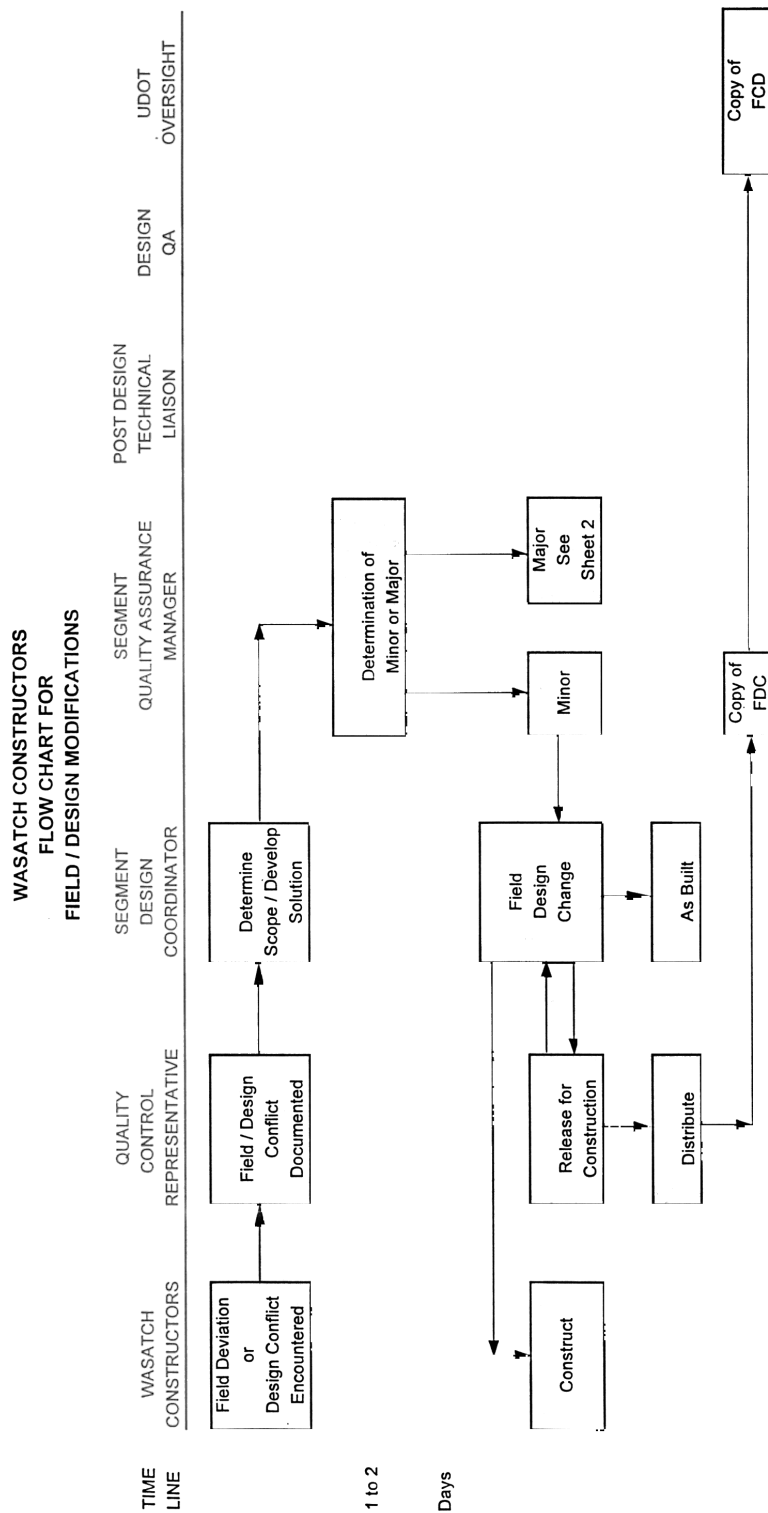 WASATCH CONSTRUCTORS
FLOW CHART FOR
FIELD / DESIGN MODIFICATIONS
TIME
LINE
WASATCH
CONSTRUCTORS
QUALITY
CONTROL
REPRESENTATIVE
SEGMENT
DESIGN
COORDINATOR
SEGMENT
QUALITY ASSURANCE
MANAGER
POST DESIGN
TECHNICAL
LIAISON
DESIGN
QA
UDOT
OVERSIGHT
Field Deviation
or
Design Conflict
Encountered
Field / Design
Conflict
Documented
Determine
Scope / Develop
Solution
1 to 2
Days
Determination of
Minor or Major
Construct
Release for
Construction
Field
Design
Change
Minor
Major
See
Sheet 2
Distribute
As Built
Copy of
FDC
Copy of
FCD